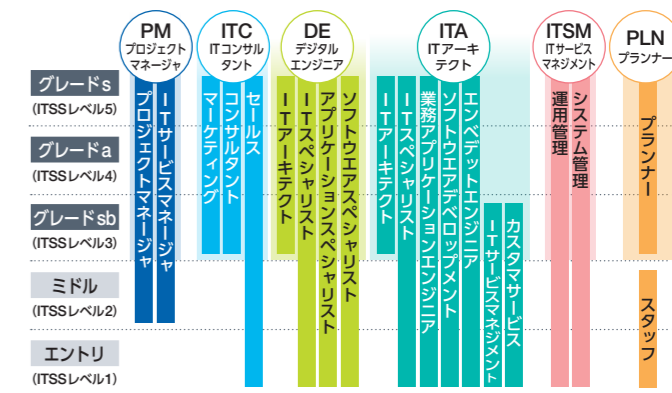 PM
プロジェクト
マネージャ
ITC
ITコンサル
タント
DE
デジタル
エンジニア
ITA
ITアーキ
テクト
ITSM
ITサービス
マネジメント
PLN
プランナー
グレードs
(ITSSレベル5)
グレードa
(ITSSレベル4)
グレードsb
(ITSSレベル3)
ミドル
(ITSSレベル2)
エントリ
(ITSSレベル1)
プロジェクトマネージャ
ITサービスマネージャ
マーケティング
コンサルタント
セールス
ITアーキテクト
ITスペシャリスト
アプリケーションスペシャリスト
ソフトウエアスペシャリスト
ITアーキテクト
ITスペシャリスト
業務アプリケーションエンジニア
ソフトウエアデベロップメント
エンベデットエンジニア
ITサービスマネジメント
カスタマサービス
運用管理
システム管理
プランナー
スタッフ